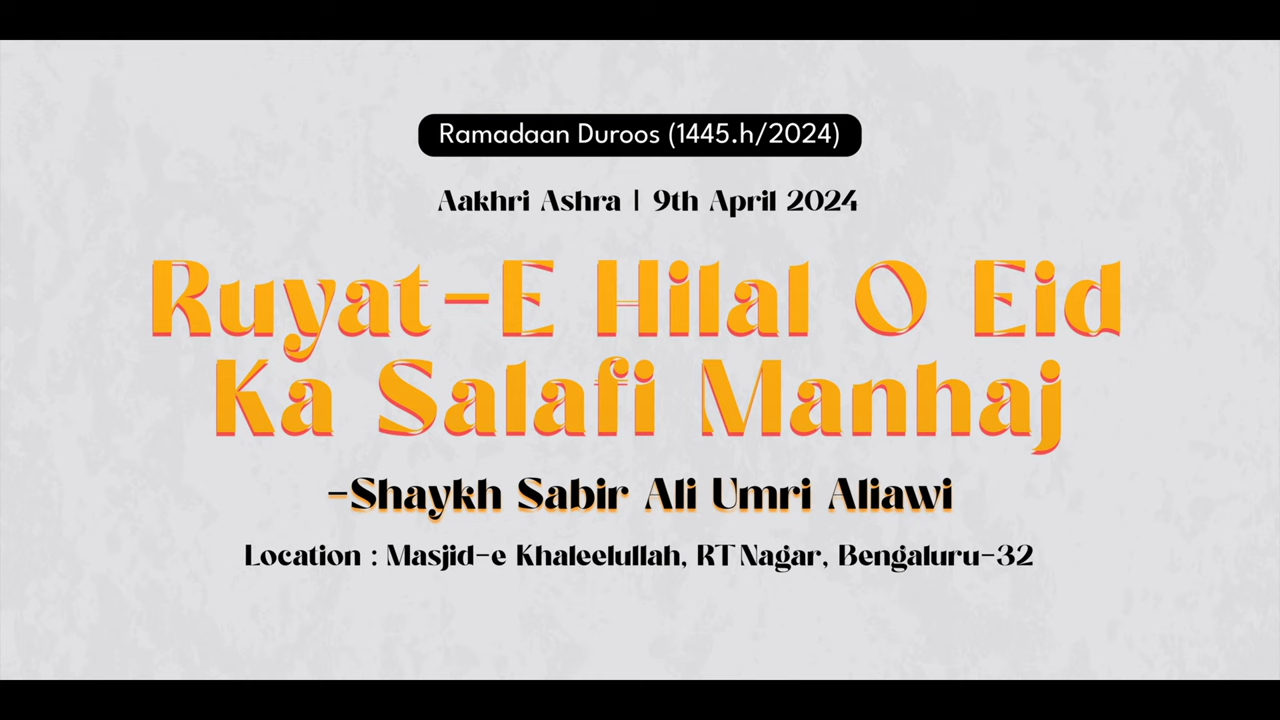 Ramadaan Duroos (1445.h/2024)
Aakhri Ashra | 9th April 2024
Ruyat-E Hilal O Eid
Ka Salafi Manhaj
-Shaykh Sabir Ali Umri Aliawi
Location : Masjid-e Khaleelullah, RT Nagar, Bengaluru-32